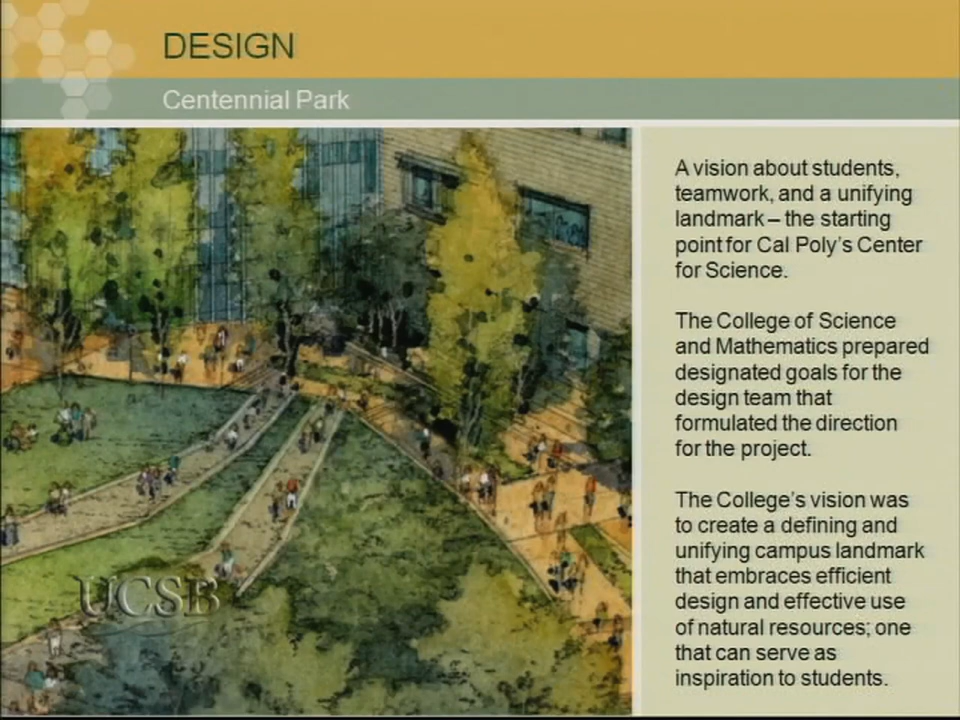 DESIGN
Centennial Park
A vision about students,
teamwork, and a unifying
landmark – the starting
point for Cal Poly's Center
for Science.
The College of Science
and Mathematics prepared
designated goals for the
design team that
formulated the direction
for the project.
The College's vision was
to create a defining and
unifying campus landmark
that embraces efficient
design and effective use
of natural resources; one
that can serve as
inspiration to students.
UCSB